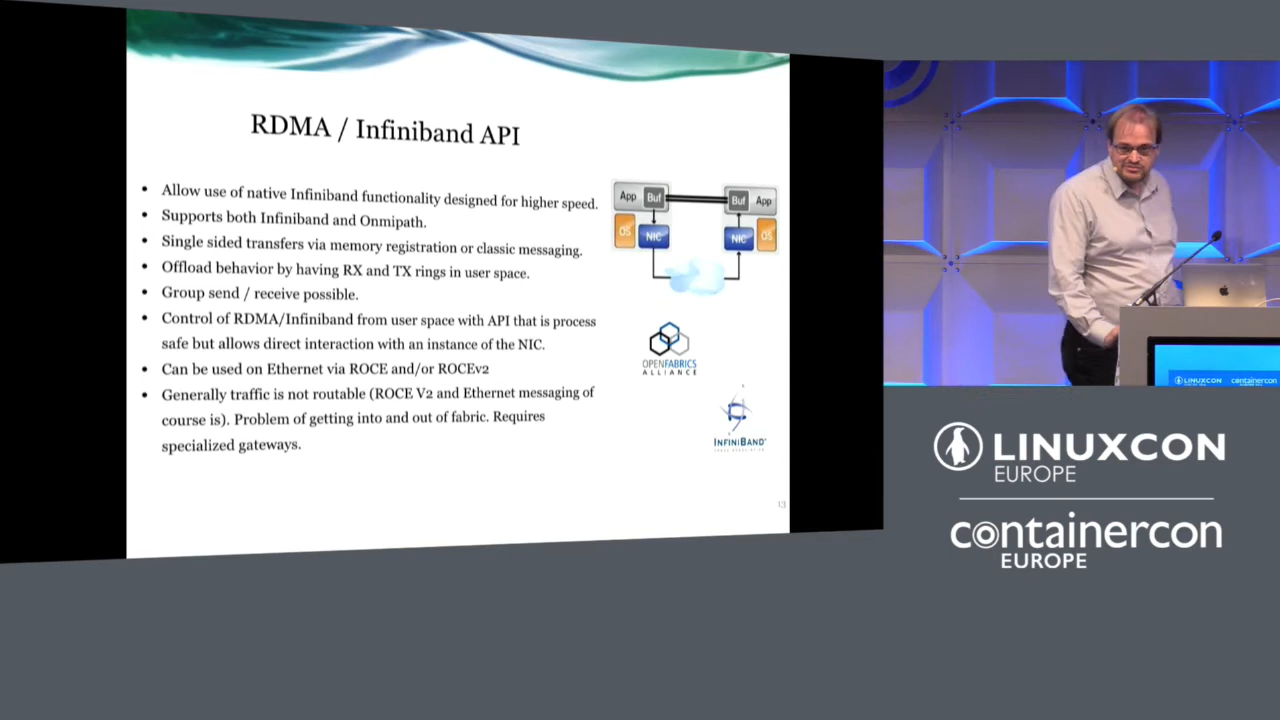 RDMA / Infiniband API
• Allow use of native Infiniband functionality designed for higher speed.
• Supports both Infiniband and Onmipath.
• Single sided transfers via memory registration or classic messaging.
• Offload behavior by having RX and TX rings in user space.
• Group send / receive possible.
• Control of RDMA/Infiniband from user space with API that is process
safe but allows direct interaction with an instance of the NIC.
• Can be used on Ethernet via ROCE and/or ROCEv2
• Generally traffic is not routable (ROCE V2 and Ethernet messaging of
course is). Problem of getting into and out of fabric. Requires
specialized gateways.
App Buf Buf App
OS NIC NIC OS
OPENFABRICS
ALLIANCE
INFINIBAND
13
LINUXCON containercon
LINUXCON
EUROPE
containercon
EUROPE